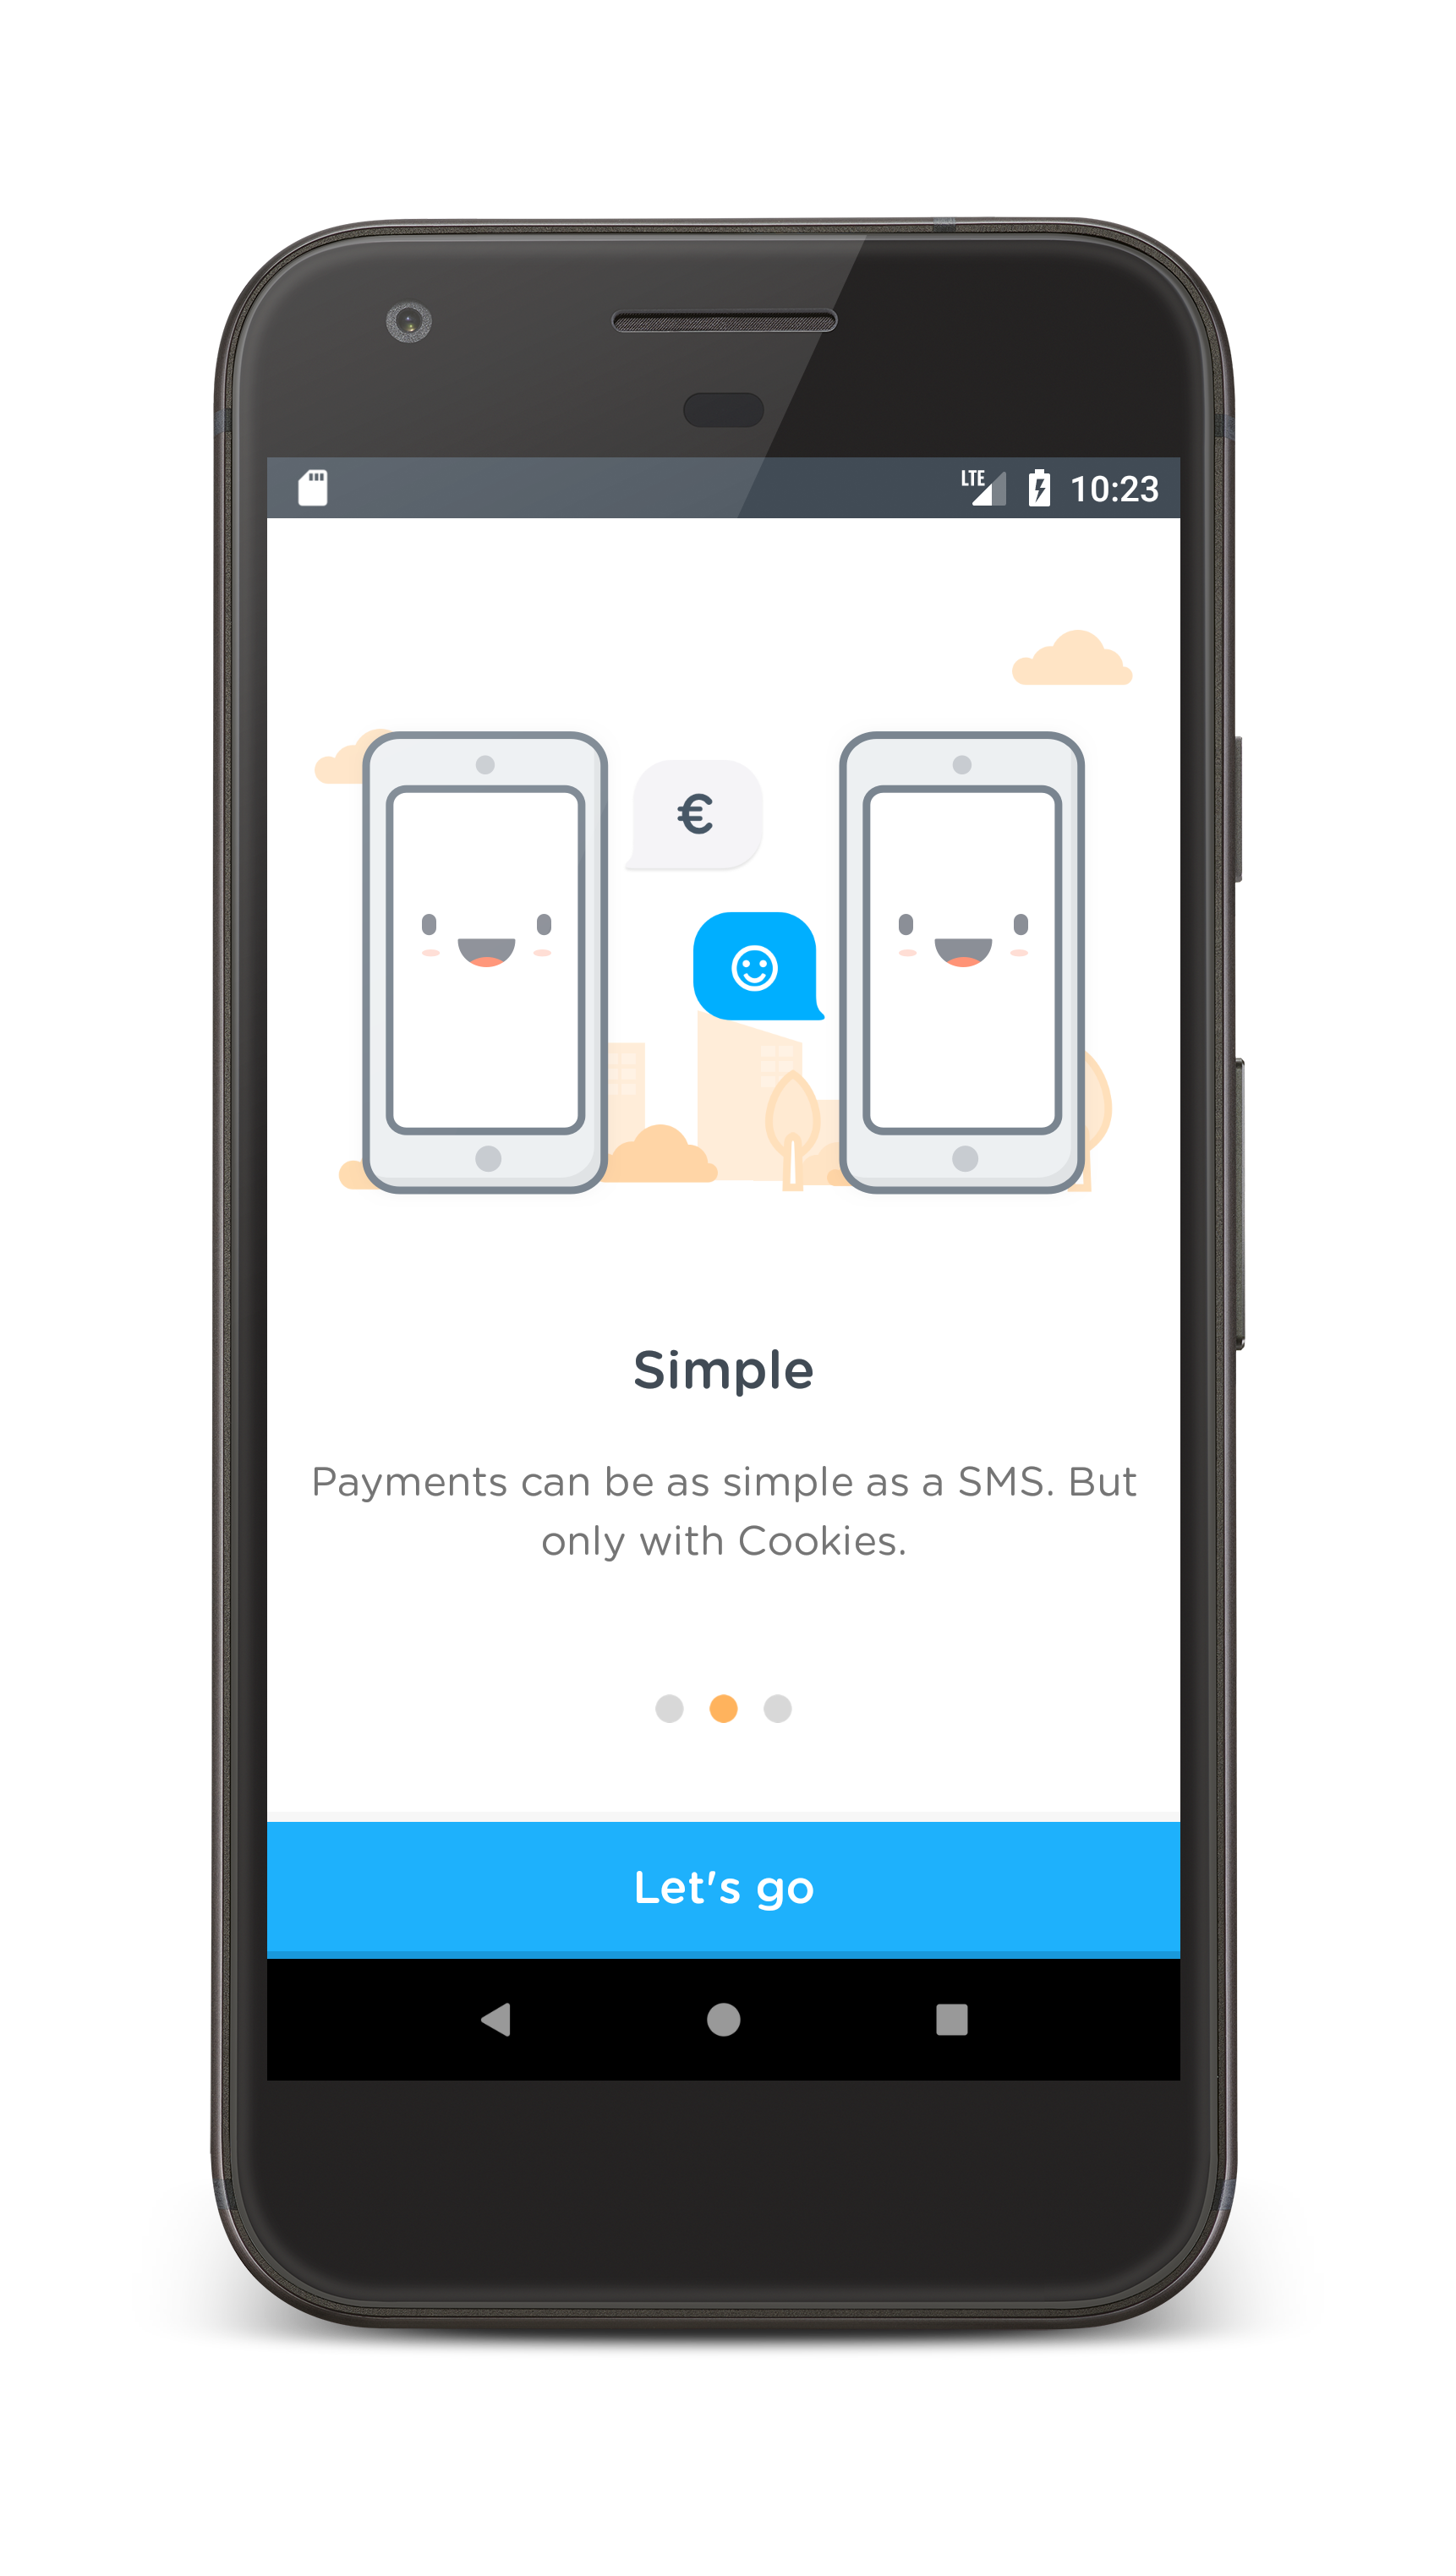 LTE 10:23
€
Simple
Payments can be as simple as a SMS. But
only with Cookies.
Let's go